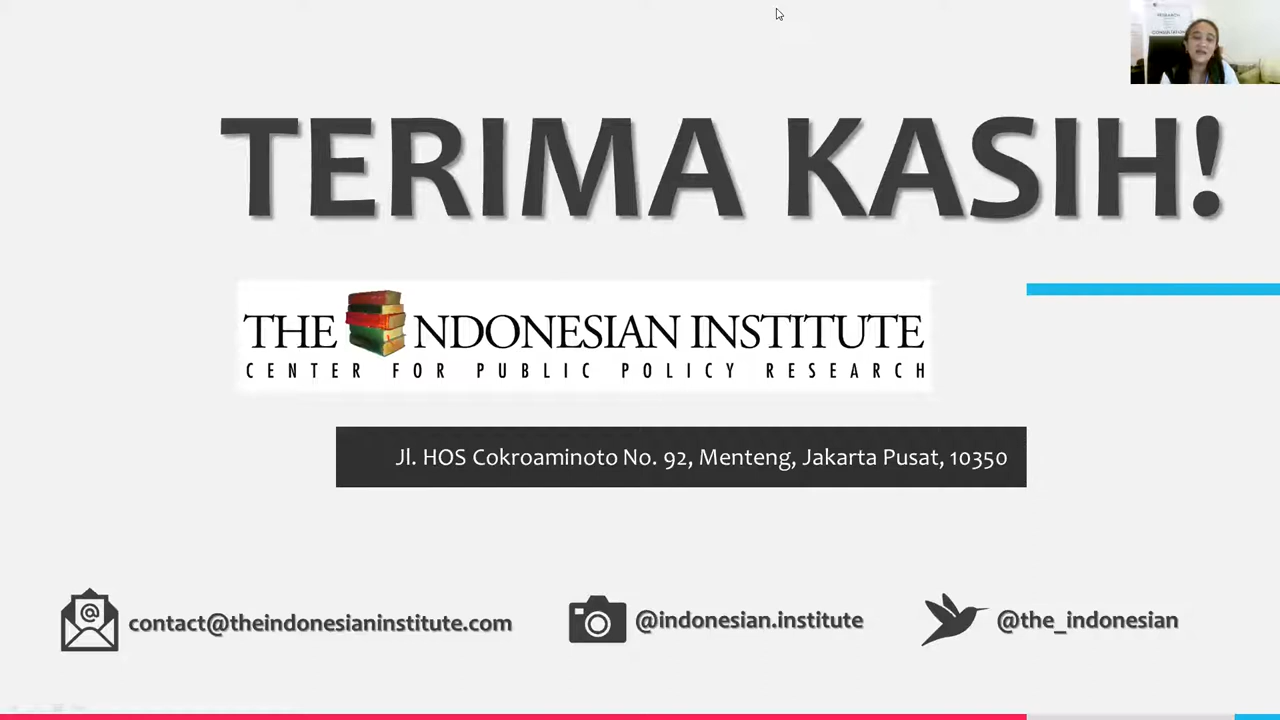 TERIMA KASIH!
THE INDONESIAN INSTITUTE
CENTER FOR PUBLIC POLICY RESEARCH
Jl. HOS Cokroaminoto No. 92, Menteng, Jakarta Pusat, 10350
contact@theindonesianinstitute.com
@indonesian.institute
@the_indonesian